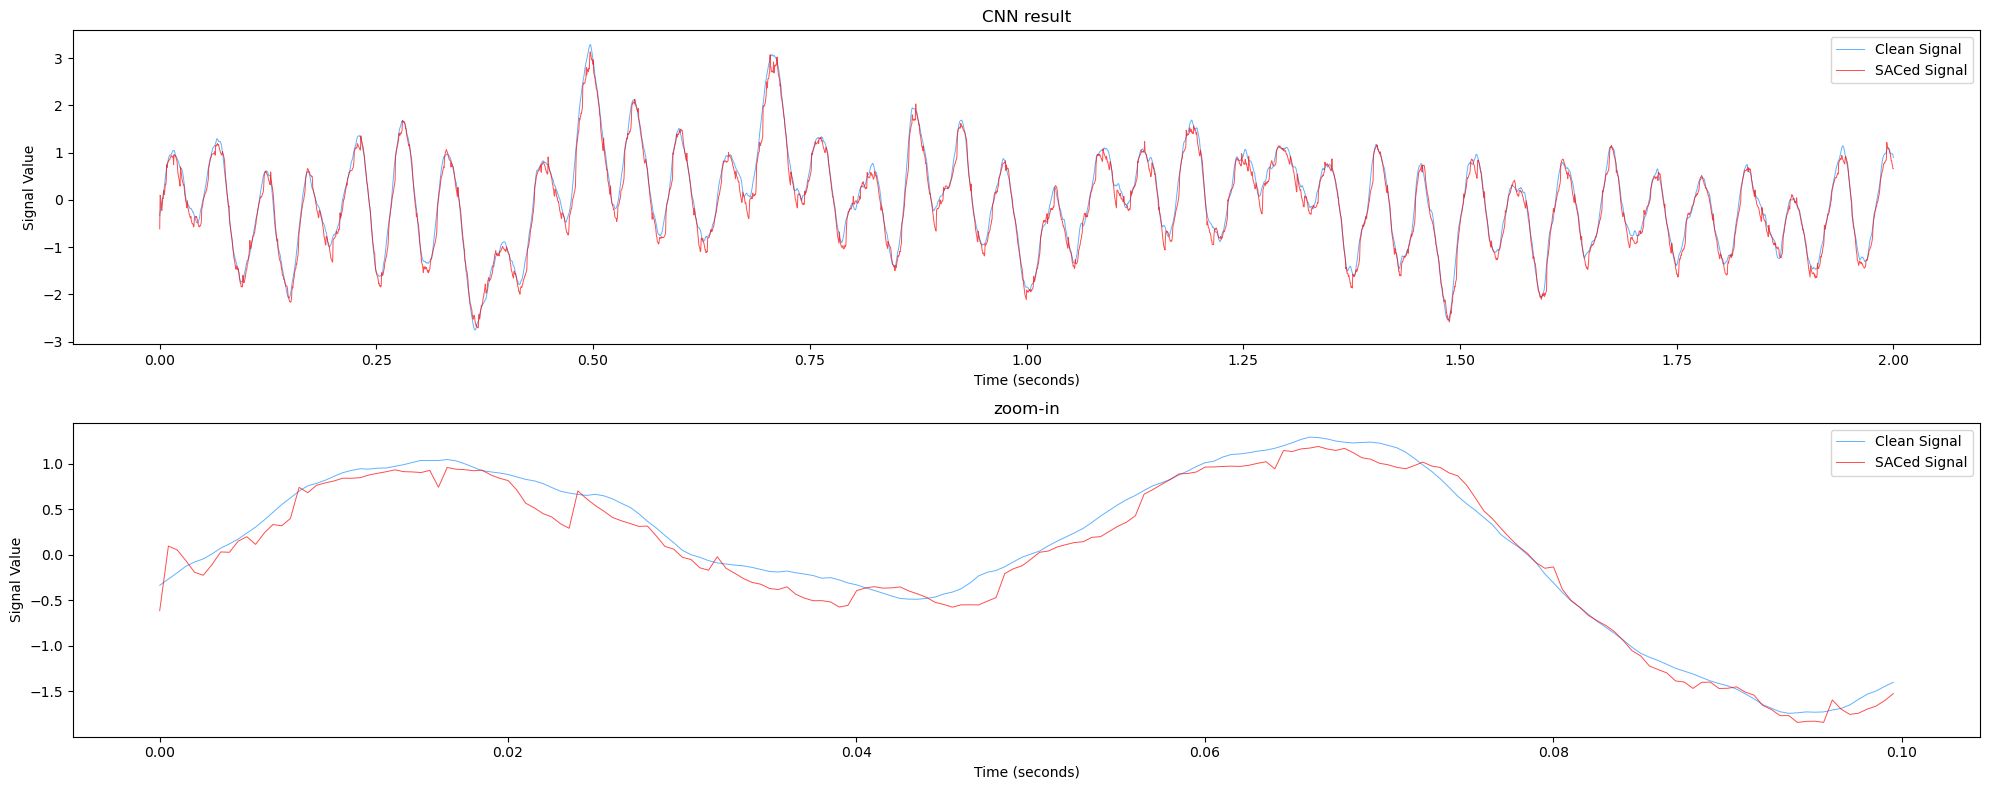 CNN result
Clean Signal
SACed Signal
Signal Value
3
2
1
0
−1
−2
−3
0.00 0.25 0.50 0.75 1.00 1.25 1.50 1.75 2.00
Time (seconds)
zoom-in
Clean Signal
SACed Signal
Signal Value
1.0
0.5
0.0
−0.5
−1.0
−1.5
0.00 0.02 0.04 0.06 0.08 0.10
Time (seconds)